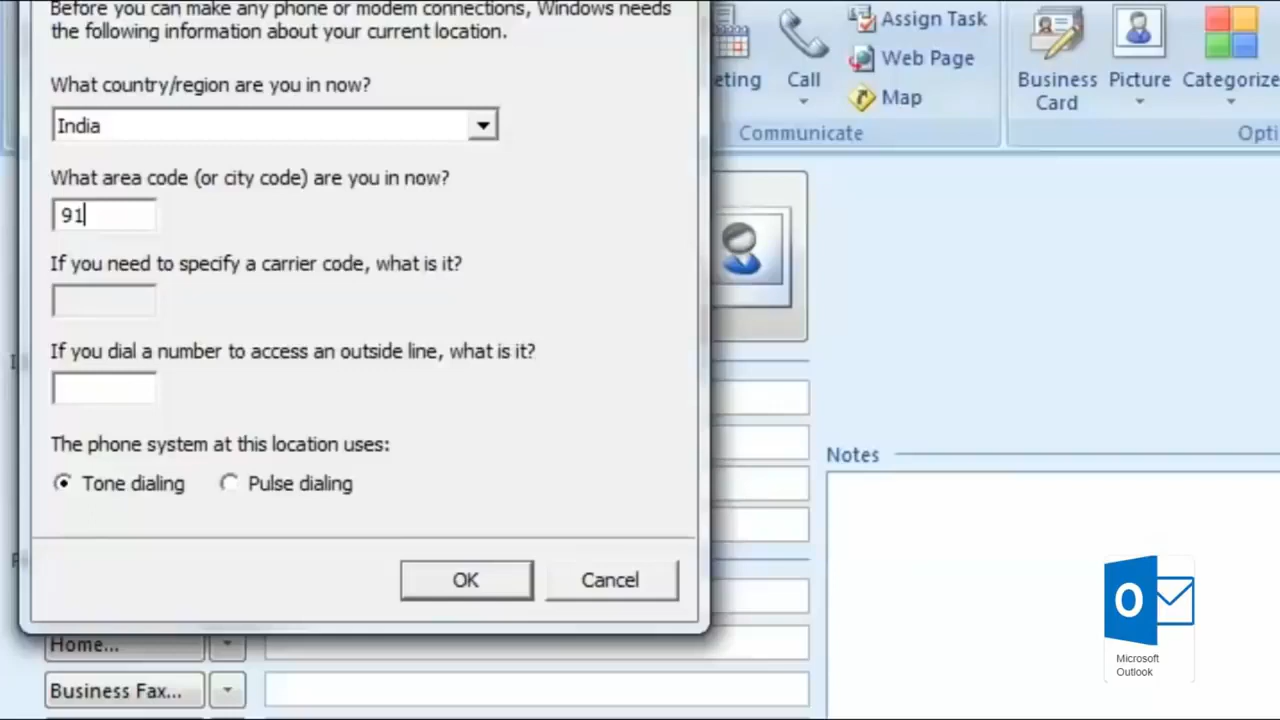 Before you can make any phone or modem connections, Windows needs
the following information about your current location.
What country/region are you in now?
India
What area code (or city code) are you in now?
91
If you need to specify a carrier code, what is it?
If you dial a number to access an outside line, what is it?
The phone system at this location uses:
Tone dialing
Pulse dialing
OK
Cancel
Home...
Business Fax...
eting
Call
Assign Task
Web Page
Map
Communicate
Business
Card
Picture
Categorize
Opti
Notes
Microsoft
Outlook